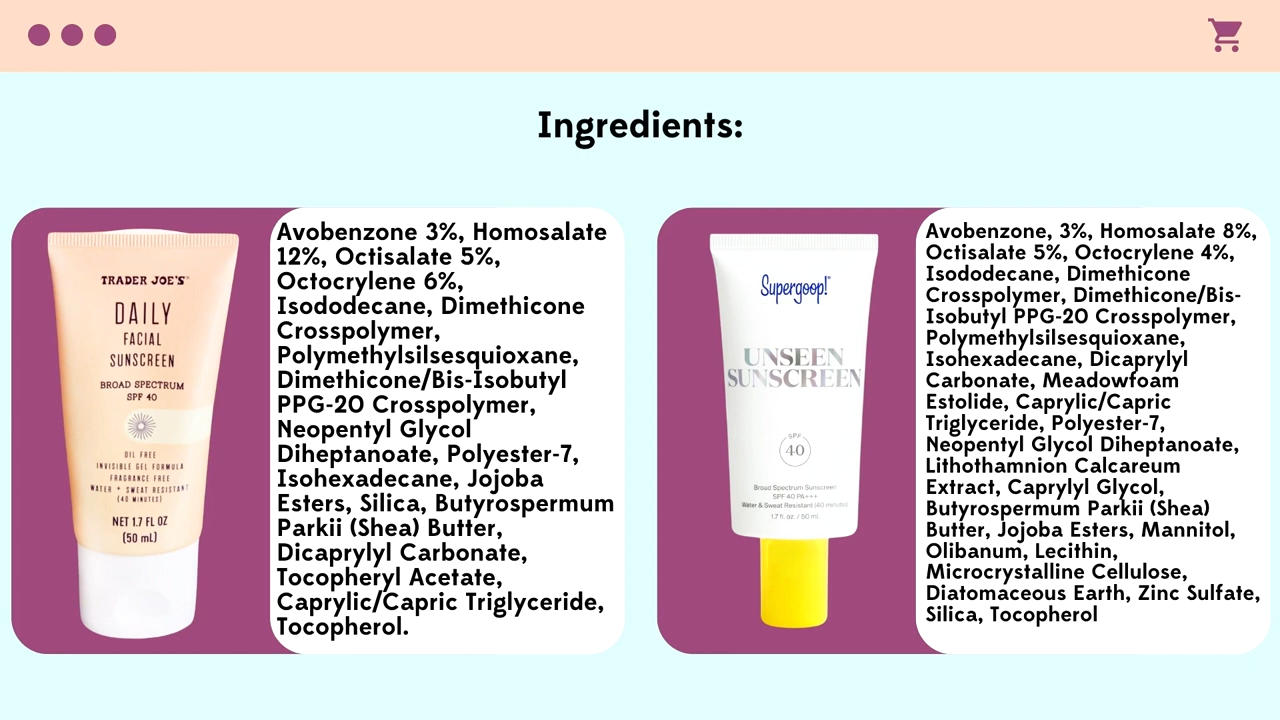 Ingredients:
TRADER JOE'S™
DAILY
FACIAL
SUNSCREEN
BROAD SPECTRUM
SPF 40
OIL FREE
INVISIBLE GEL FORMULA
FRAGRANCE FREE
WATER + SWEAT RESISTANT
(40 MINUTES)
NET 1.7 FL OZ
(50 mL)
Avobenzone 3%, Homosalate
12%, Octisalate 5%,
Octocrylene 6%,
Isododecane, Dimethicone
Crosspolymer,
Polymethylsilsesquioxane,
Dimethicone/Bis-Isobutyl
PPG-20 Crosspolymer,
Neopentyl Glycol
Diheptanoate, Polyester-7,
Isohexadecane, Jojoba
Esters, Silica, Butyrospermum
Parkii (Shea) Butter,
Dicaprylyl Carbonate,
Tocopheryl Acetate,
Caprylic/Capric Triglyceride,
Tocopherol.
Supergoop!™
UNSEEN
SUNSCREEN
SPF
40
Broad Spectrum Sunscreen
SPF 40 PA+++
Water & Sweat Resistant (40 minutes)
1.7 fl. oz. / 50 ml
Avobenzone, 3%, Homosalate 8%,
Octisalate 5%, Octocrylene 4%,
Isododecane, Dimethicone
Crosspolymer, Dimethicone/Bis-
Isobutyl PPG-20 Crosspolymer,
Polymethylsilsesquioxane,
Isohexadecane, Dicaprylyl
Carbonate, Meadowfoam
Estolide, Caprylic/Capric
Triglyceride, Polyester-7,
Neopentyl Glycol Diheptanoate,
Lithothamnion Calcareum
Extract, Caprylyl Glycol,
Butyrospermum Parkii (Shea)
Butter, Jojoba Esters, Mannitol,
Olibanum, Lecithin,
Microcrystalline Cellulose,
Diatomaceous Earth, Zinc Sulfate,
Silica, Tocopherol